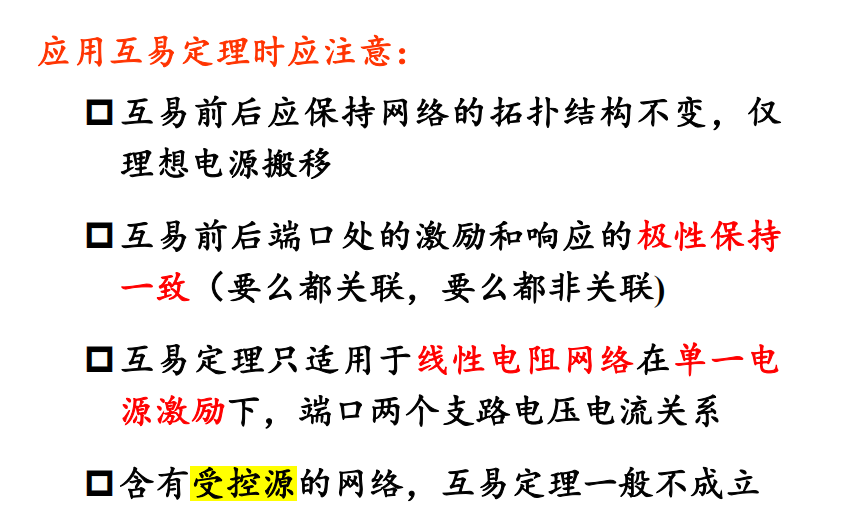 应用互易定理时应注意：
互易前后应保持网络的拓扑结构不变，仅
理想电源搬移
互易前后端口处的激励和响应的极性保持
一致（要么都关联，要么都非关联)
互易定理只适用于线性电阻网络在单一电
源激励下，端口两个支路电压电流关系
含有受控源的网络，互易定理一般不成立